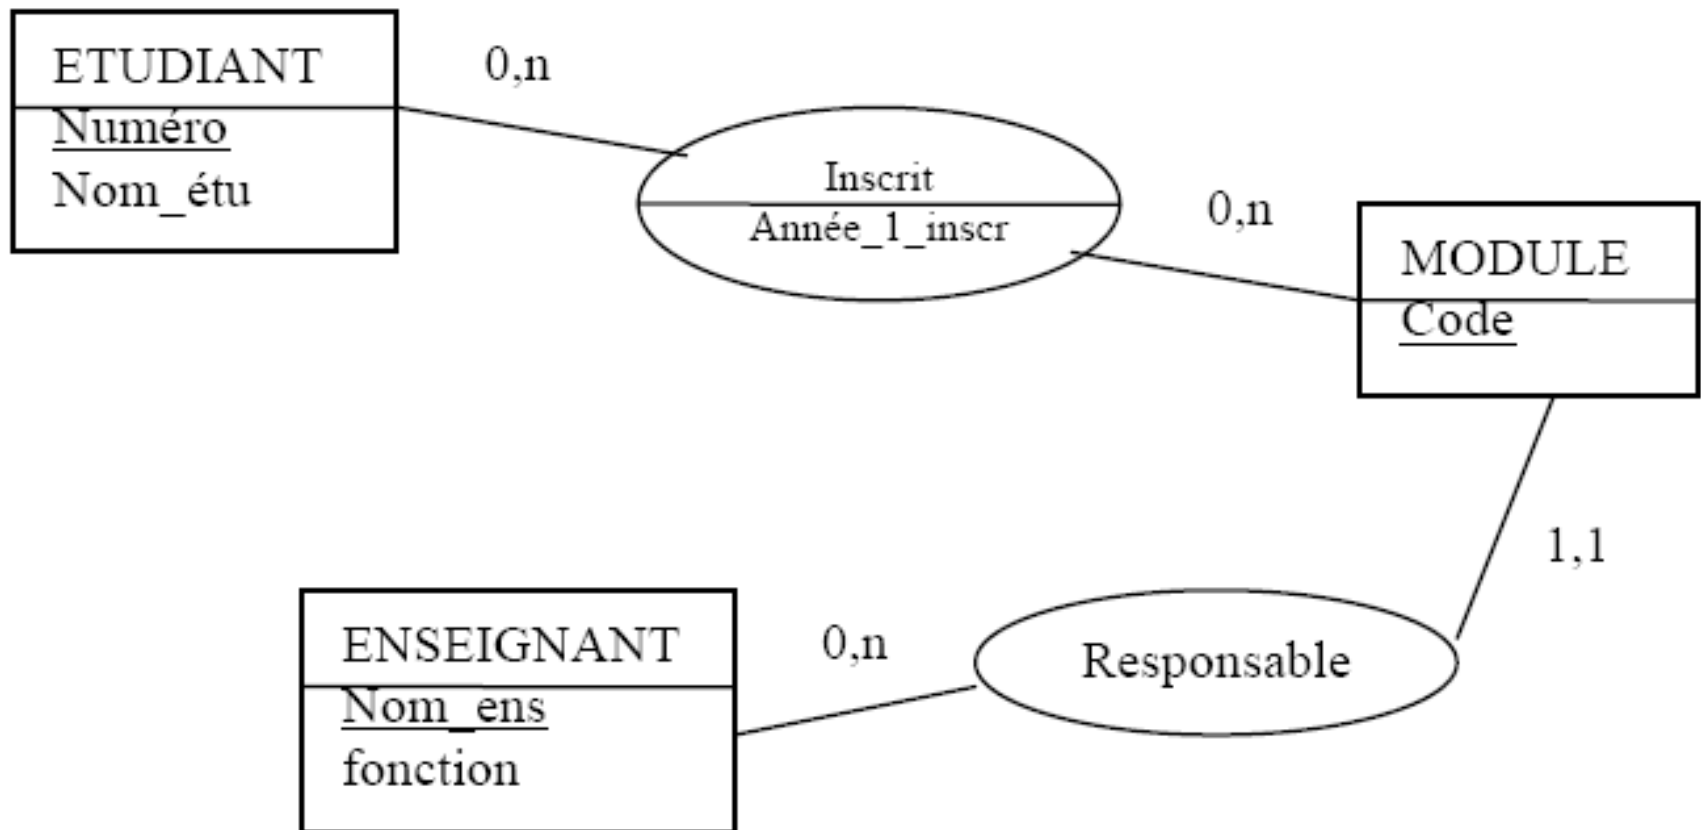 ETUDIANT
Numéro
Nom_étu
0,n
Inscrit
Année_1_inscr
0,n
MODULE
Code
1,1
ENSEIGNANT
Nom_ens
fonction
0,n
Responsable